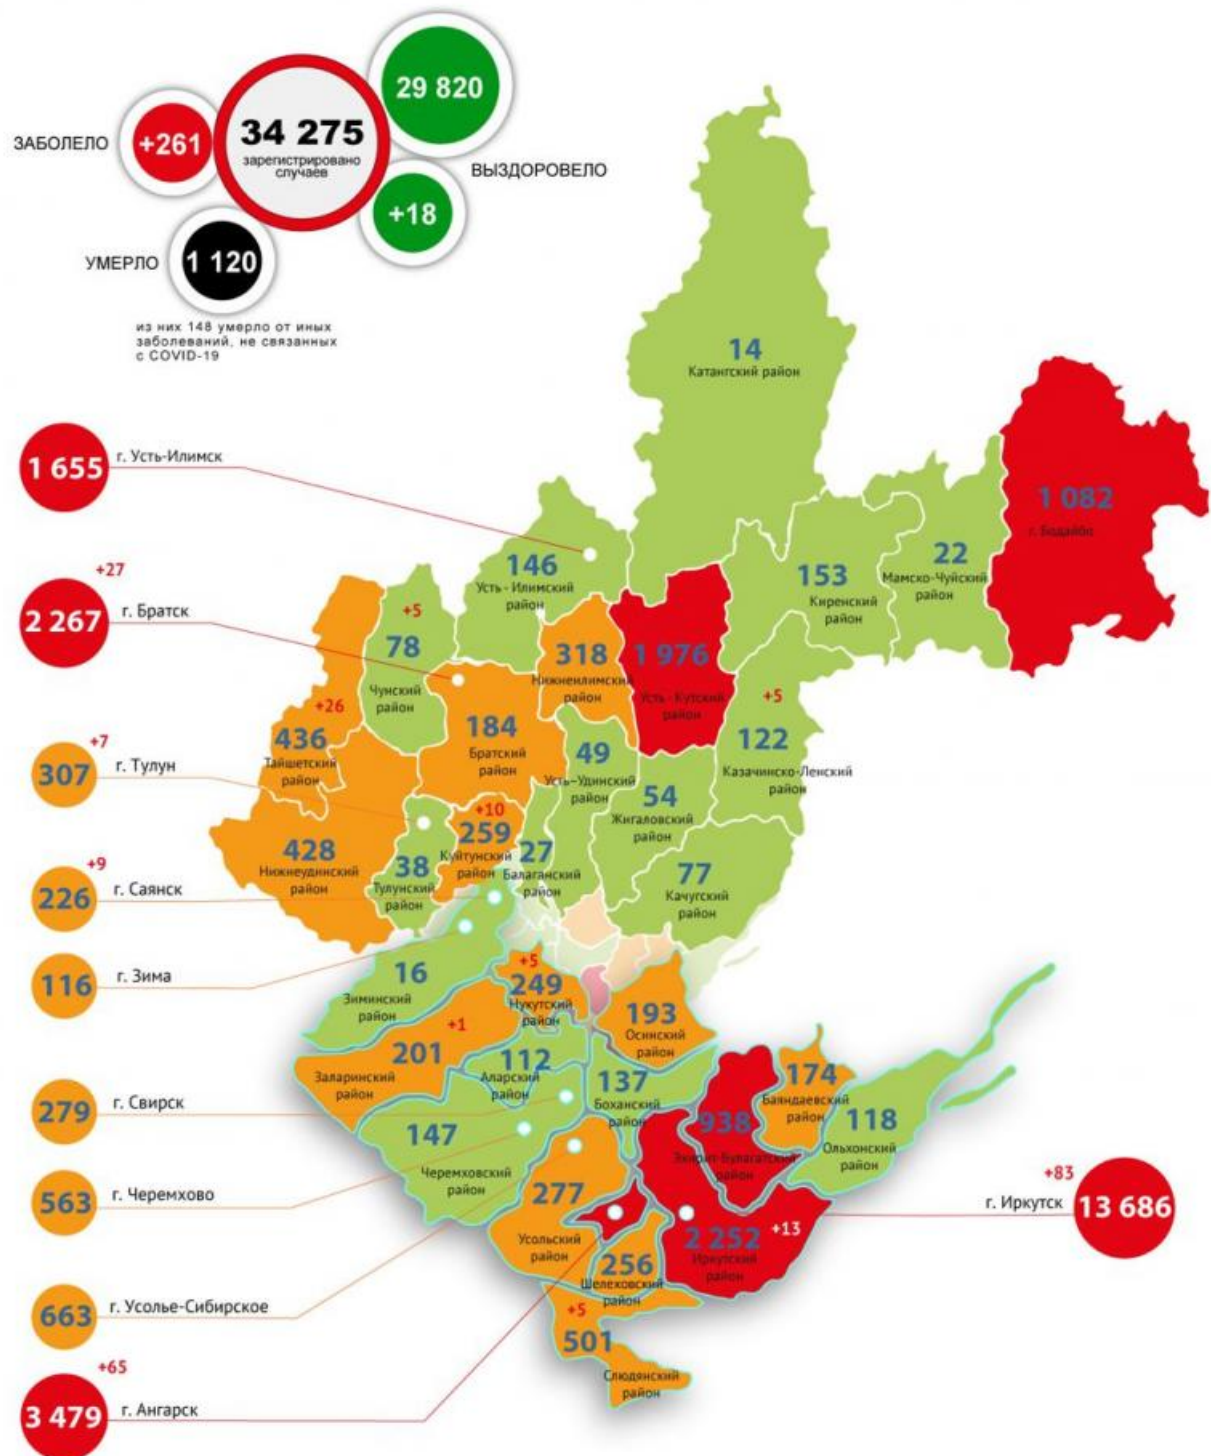 29 820
ЗАБОЛЕЛО
+261
34 275
зарегистрировано
случаев
ВЫЗДОРОВЕЛО
+18
УМЕРЛО
1 120
из них 148 умерло от иных
заболеваний, не связанных
с COVID-19
14
Катангский район
1 655
г. Усть-Илимск
1 082
г. Бодайбо
146
Усть - Илимский
район
153
Киренский
район
22
Мамско-Чуйский
район
+27
2 267
г. Братск
+5
78
Чунский
район
318
Нижнеилимский
район
1 976
Усть - Кутский
район
+5
122
Казачинско-Ленский
район
+26
436
Тайшетский
район
184
Братский
район
49
Усть-Удинский
район
+7
307
г. Тулун
54
Жигаловский
район
428
Нижнеудинский
район
38
Тулунский
район
+10
259
Куйтунский
район
27
Балаганский
район
77
Качугский
район
+9
226
г. Саянск
116
г. Зима
16
Зиминский
район
+5
249
Нукутский
район
193
Осинский
район
+1
201
Заларинский
район
112
Аларский
район
137
Боханский
район
938
Эхирит-Булагатский
район
174
Баяндаевский
район
118
Ольхонский
район
279
г. Свирск
147
Черемховский
район
563
г. Черемхово
277
Усольский
район
+83
г. Иркутск
13 686
2 252
+13
Иркутский
район
256
Шелеховский
район
663
г. Усолье-Сибирское
+5
501
Слюдянский
район
+65
3 479
г. Ангарск